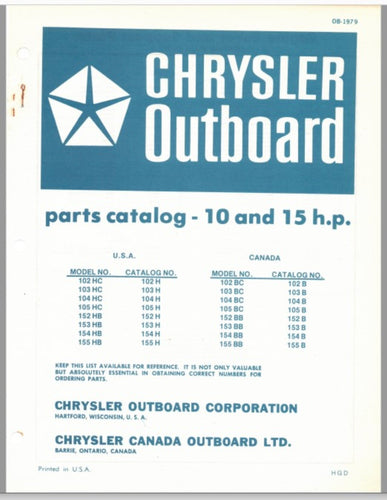 OB-1979
CHRYSLER
Outboard
parts catalog - 10 and 15 h.p.
U.S.A. CANADA
MODEL NO. CATALOG NO. MODEL NO. CATALOG NO.
102 HC 102 H 102 BC 102 B
103 HC 103 H 103 BC 103 B
104 HC 104 H 104 BC 104 B
105 HC 105 H 105 BC 105 B
152 HB 152 H 152 BB 152 B
153 HB 153 H 153 BB 153 B
154 HB 154 H 154 BB 154 B
155 HB 155 H 155 BB 155 B
KEEP THIS LIST AVAILABLE FOR REFERENCE. IT IS NOT ONLY VALUABLE
BUT ABSOLUTELY ESSENTIAL IN OBTAINING CORRECT NUMBERS FOR
ORDERING PARTS.
CHRYSLER OUTBOARD CORPORATION
HARTFORD, WISCONSIN, U. S. A.
CHRYSLER CANADA OUTBOARD LTD.
BARRIE, ONTARIO, CANADA
Printed in U.S.A. HGD